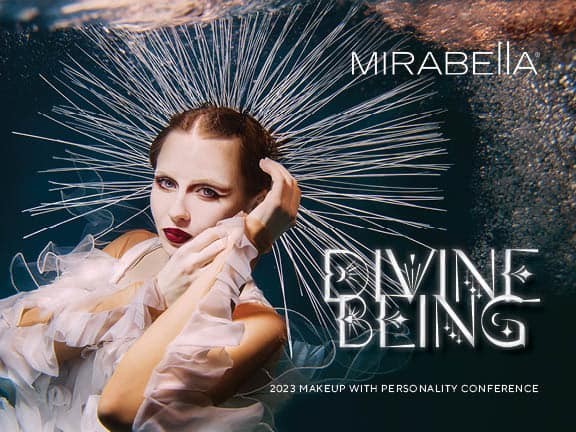 MIRABEllA®
DIVINE
BEING
2023 MAKEUP WITH PERSONALITY CONFERENCE